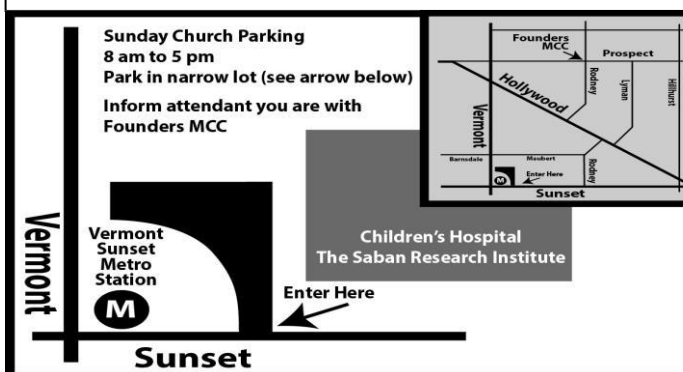 Sunday Church Parking
8 am to 5 pm
Park in narrow lot (see arrow below)
Inform attendant you are with
Founders MCC
Vermont
Vermont
Sunset
Metro
Station
M
Children's Hospital
The Saban Research Institute
Enter Here
Sunset
Founders
MCC
Prospect
Rodney
Lyman
Hillhurst
Hollywood
Vermont
Barnsdale
Maubert
Rodney
M
Enter Here
Sunset